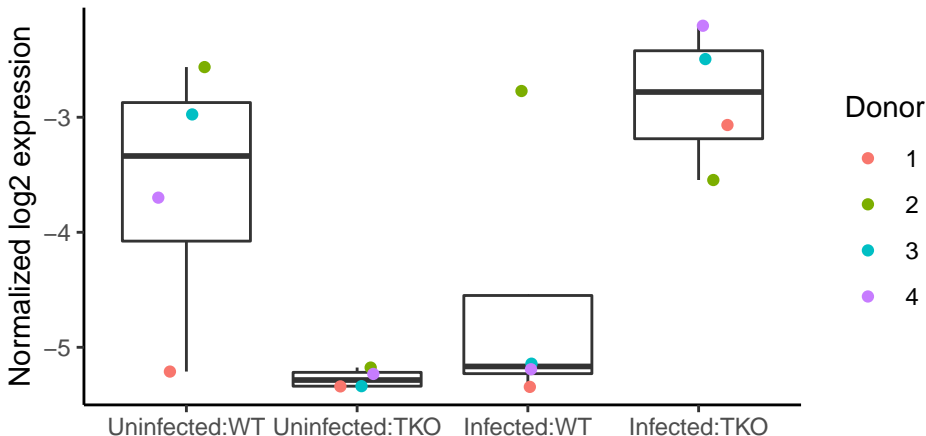 Normalized log2 expression
−3
−4
−5
Uninfected:WT
Uninfected:TKO
Infected:WT
Infected:TKO
Donor
1
2
3
4